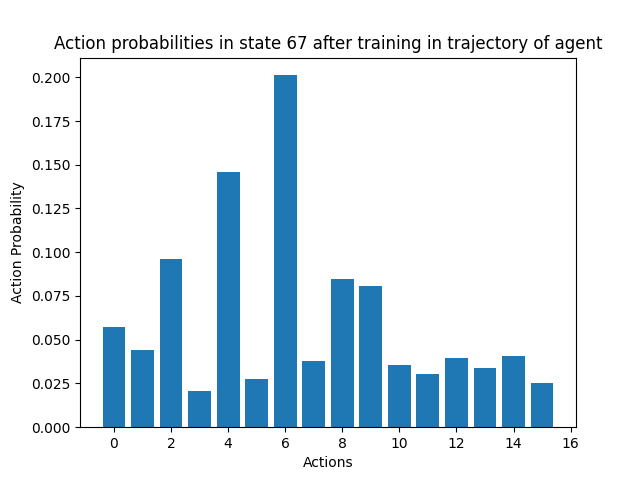 Action probabilities in state 67 after training in trajectory of agent
0.200
0.175
0.150
0.125
0.100
0.075
0.050
0.025
0.000
Action Probability
0 2 4 6 8 10 12 14 16
Actions